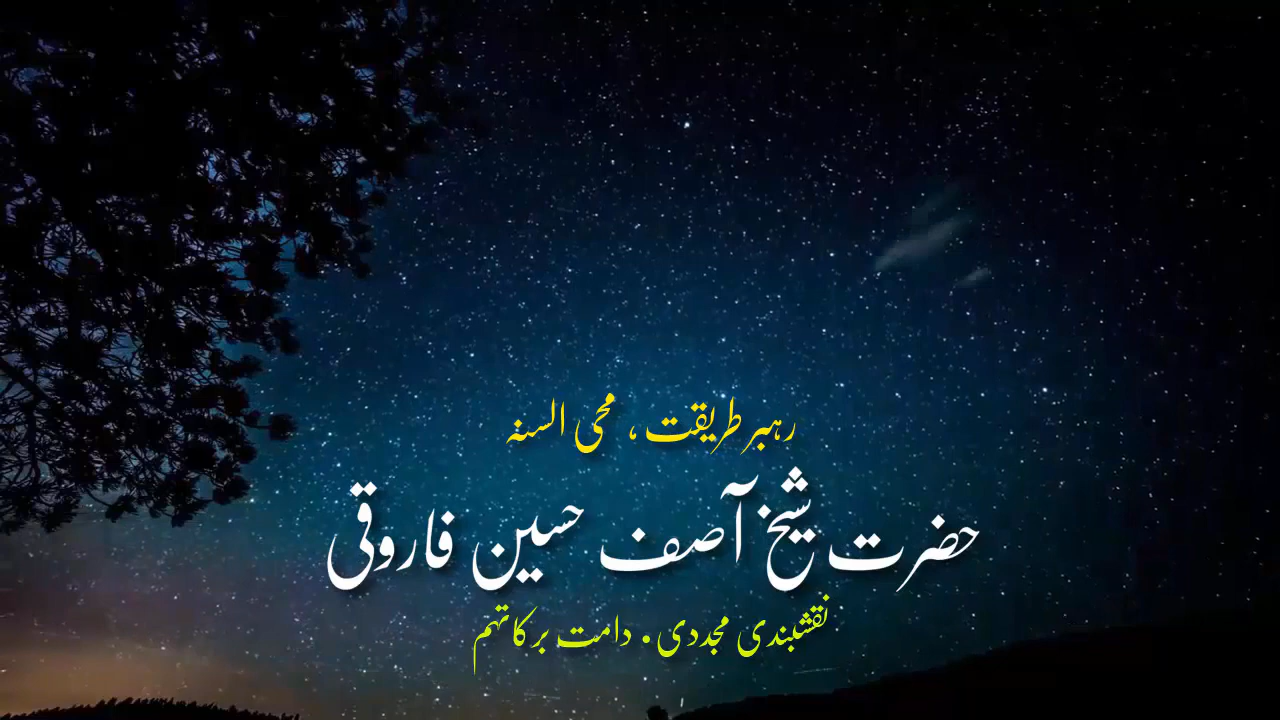 رہبر طریقت، محی السنہ
حضرت شیخ آصف حسین فاروقی
نقشبندی مجددی۔ دامت برکاتہم